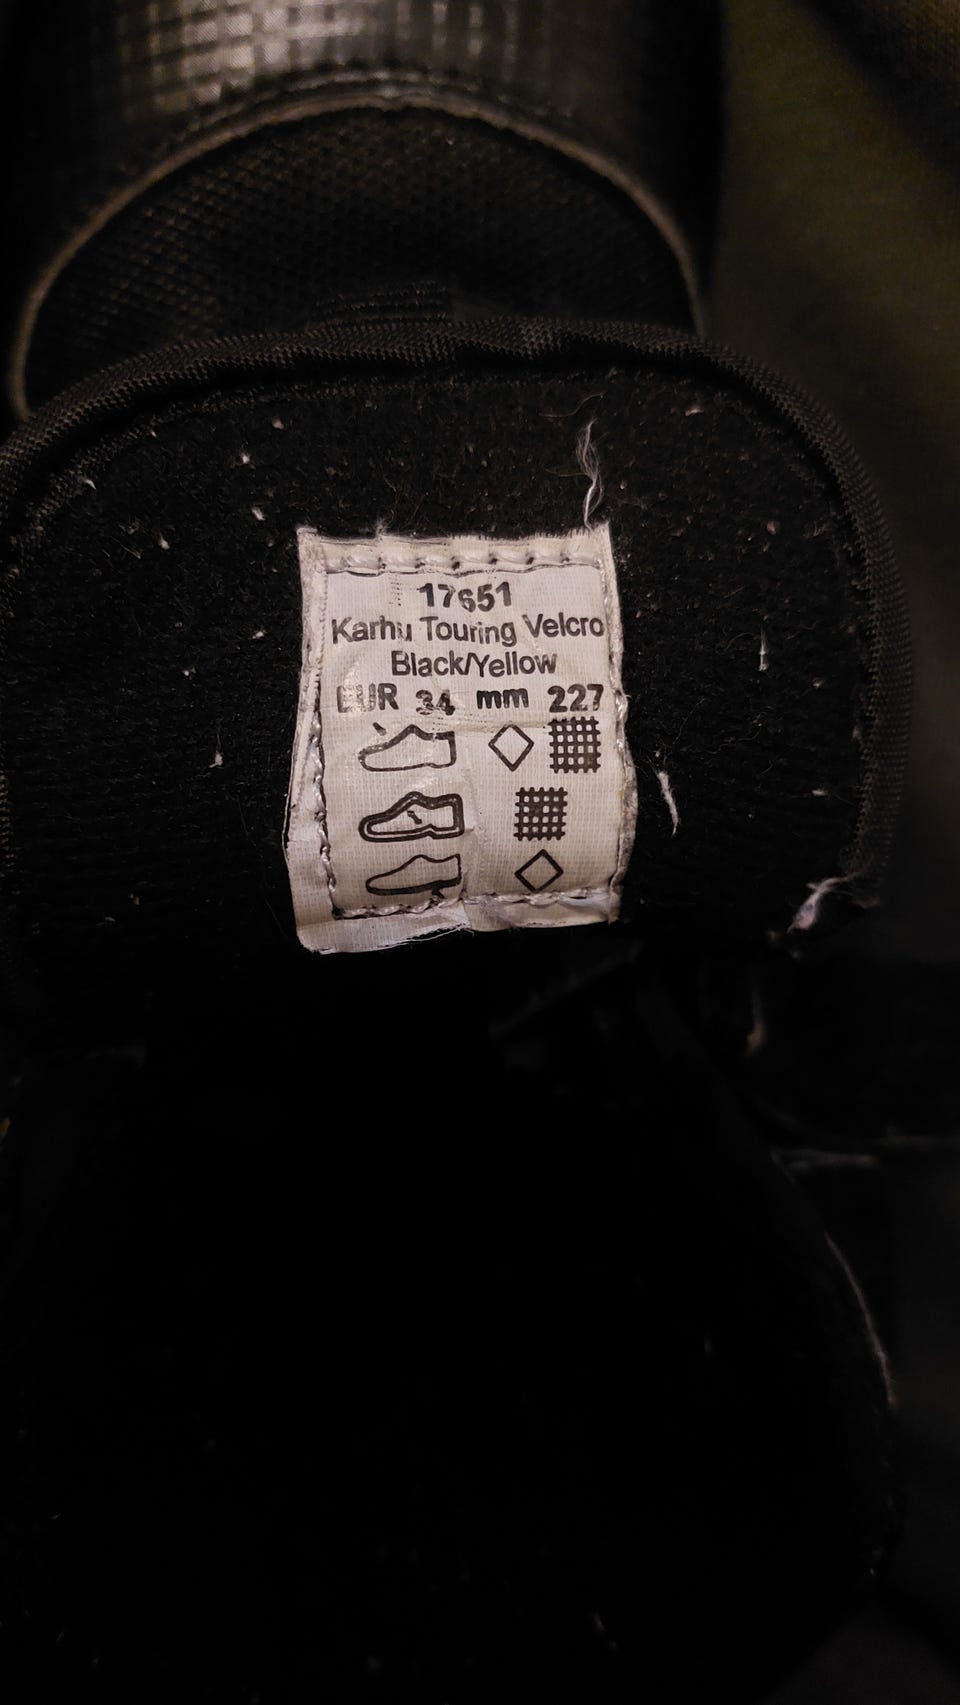 17651
Karhu Touring Velcro
Black/Yellow
EUR 34 mm 227